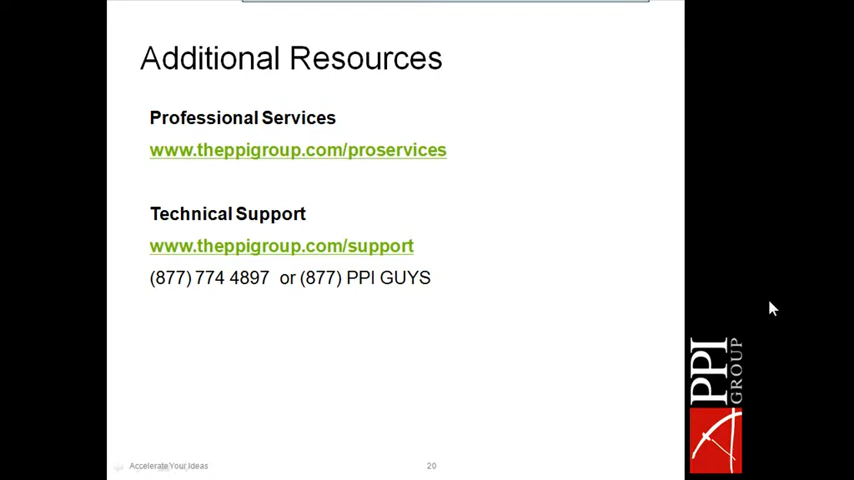 Additional Resources
Professional Services
www.theppigroup.com/proservices
Technical Support
www.theppigroup.com/support
(877) 774 4897 or (877) PPI GUYS
PPI
GROUP
Accelerate Your Ideas
20